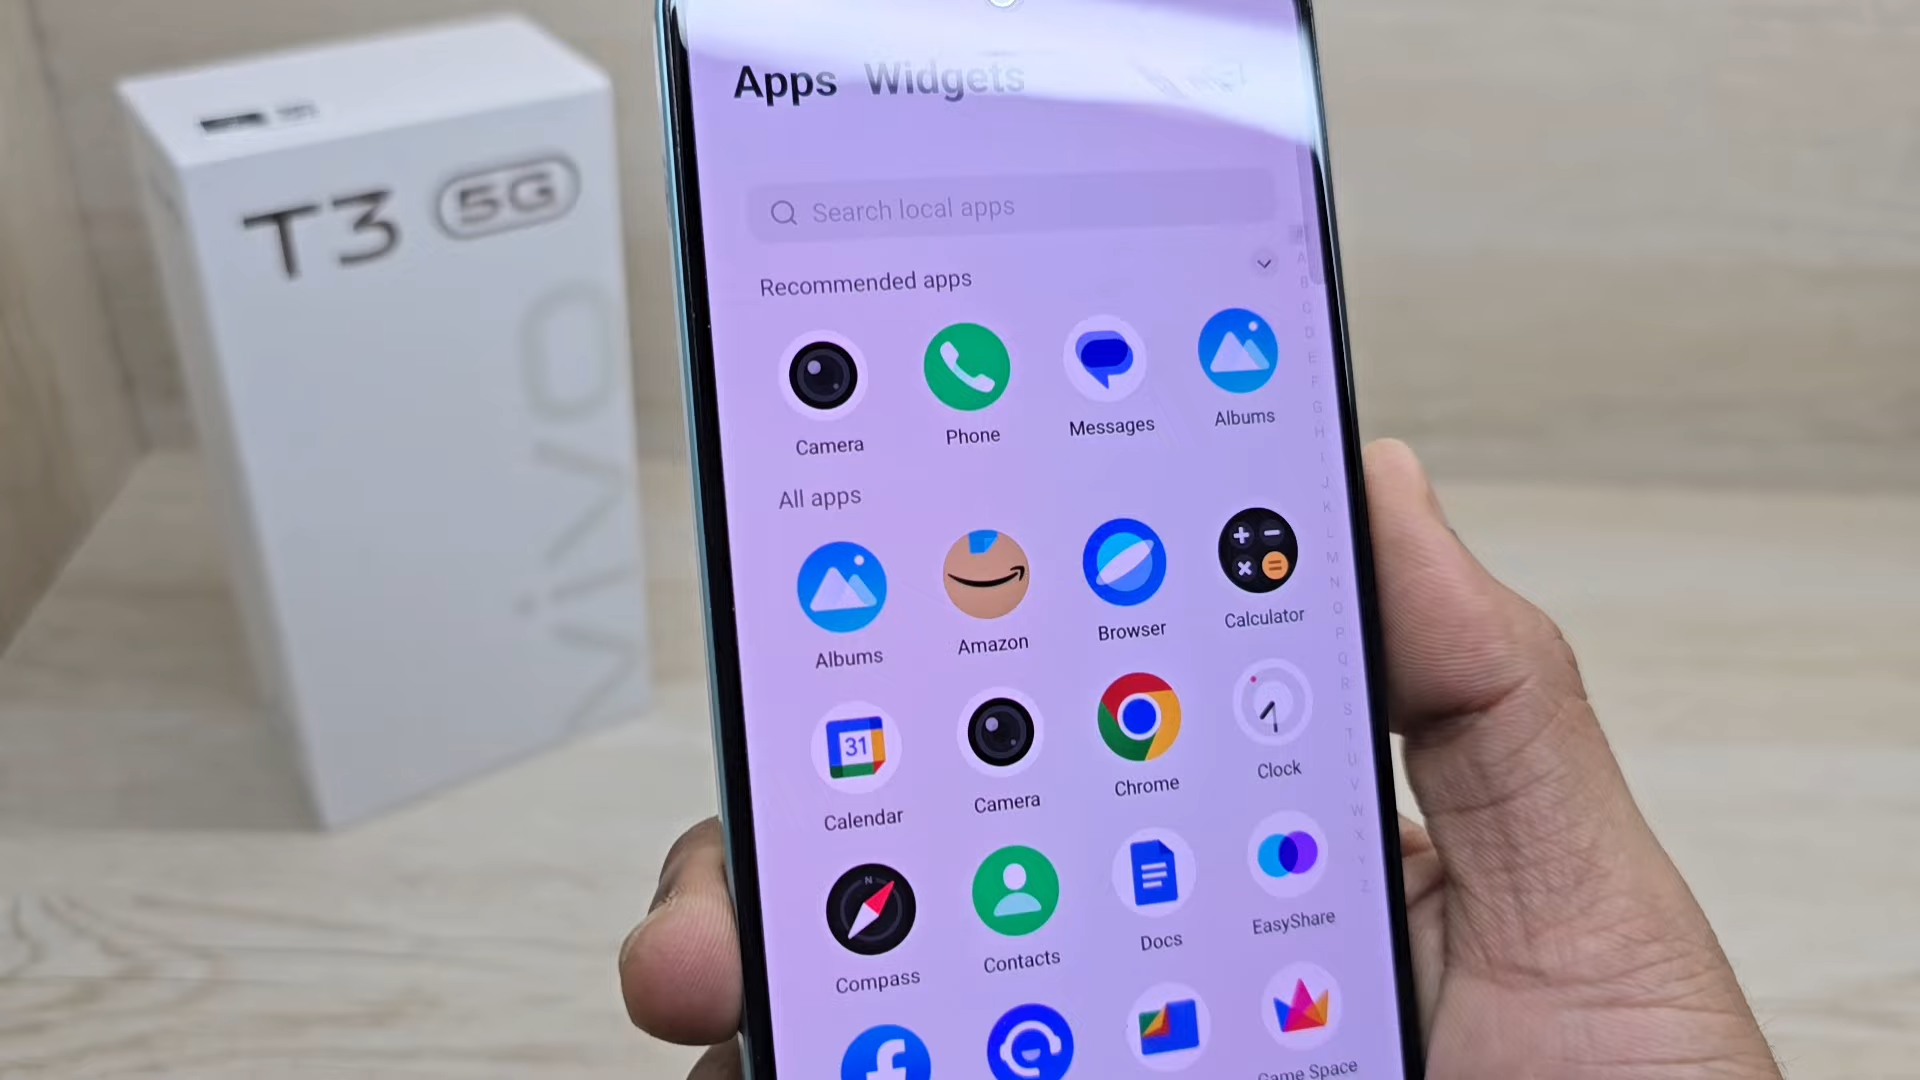 T3 5G
vivo
Apps Widgets
Search local apps
Recommended apps
Camera Phone Messages Albums
All apps
Albums Amazon Browser Calculator
31
Calendar Camera Chrome Clock
N
Compass Contacts Docs EasyShare
Game Space
A
B
C
D
E
F
G
H
I
J
K
L
M
N
O
P
Q
R
S
T
U
V
W
X
Y
Z